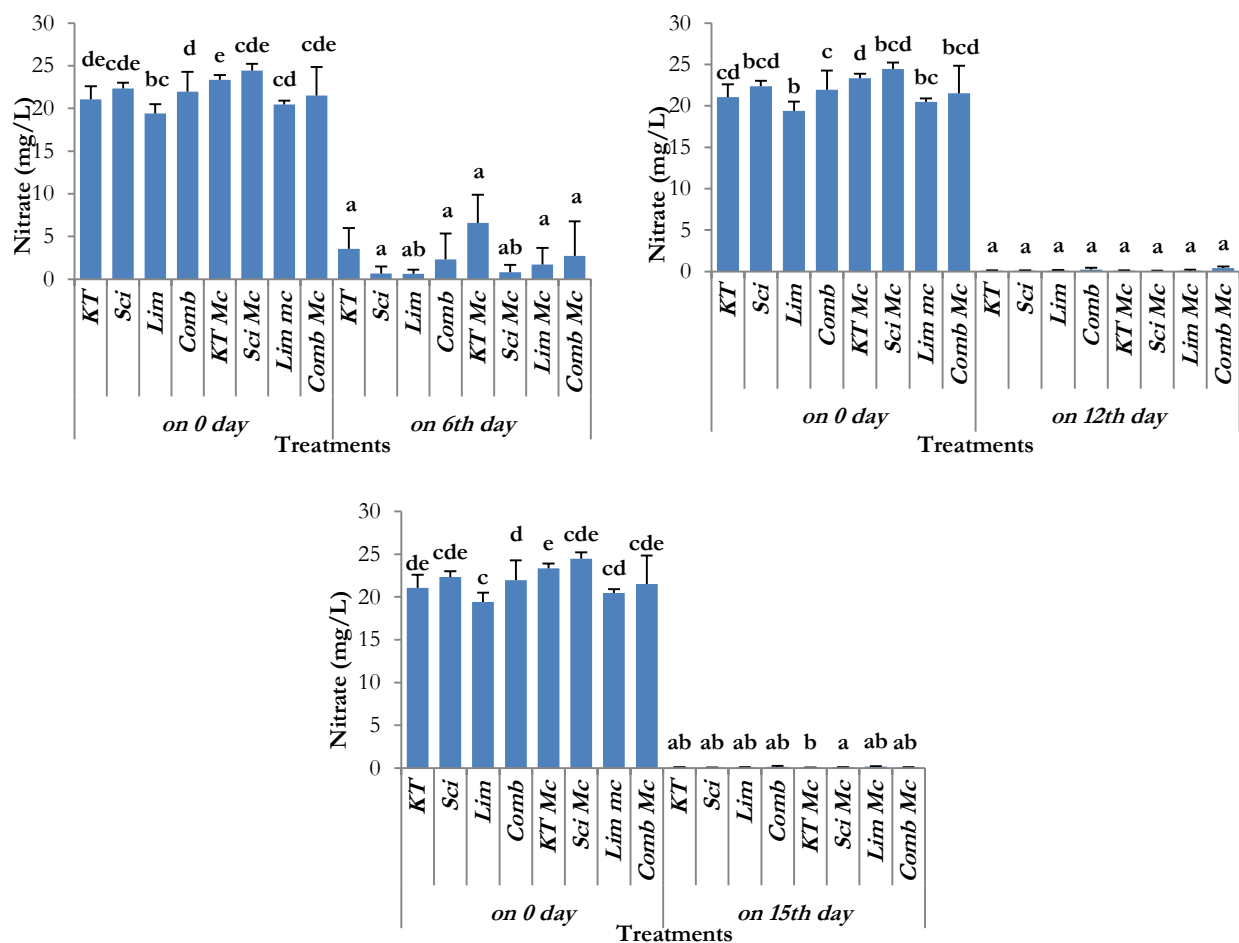 Nitrate (mg/L)
30
25
20
15
10
5
0
de cde bc d e cde cd cde a a ab a a ab a a
KT Sci Lim Comb KT Mc Sci Mc Lim mc Comb Mc KT Sci Lim Comb KT Mc Sci Mc Lim Mc Comb Mc
on 0 day on 6th day
Treatments
Nitrate (mg/L)
30
25
20
15
10
5
0
cd bcd b c d bcd bc bcd a a a a a a a a
KT Sci Lim Comb KT Mc Sci Mc Lim mc Comb Mc KT Sci Lim Comb KT Mc Sci Mc Lim Mc Comb Mc
on 0 day on 12th day
Treatments
Nitrate (mg/L)
30
25
20
15
10
5
0
de cde c d e cde cd cde ab ab ab ab b a ab ab
KT Sci Lim Comb KT Mc Sci Mc Lim mc Comb Mc KT Sci Lim Comb KT Mc Sci Mc Lim Mc Comb Mc
on 0 day on 15th day
Treatments